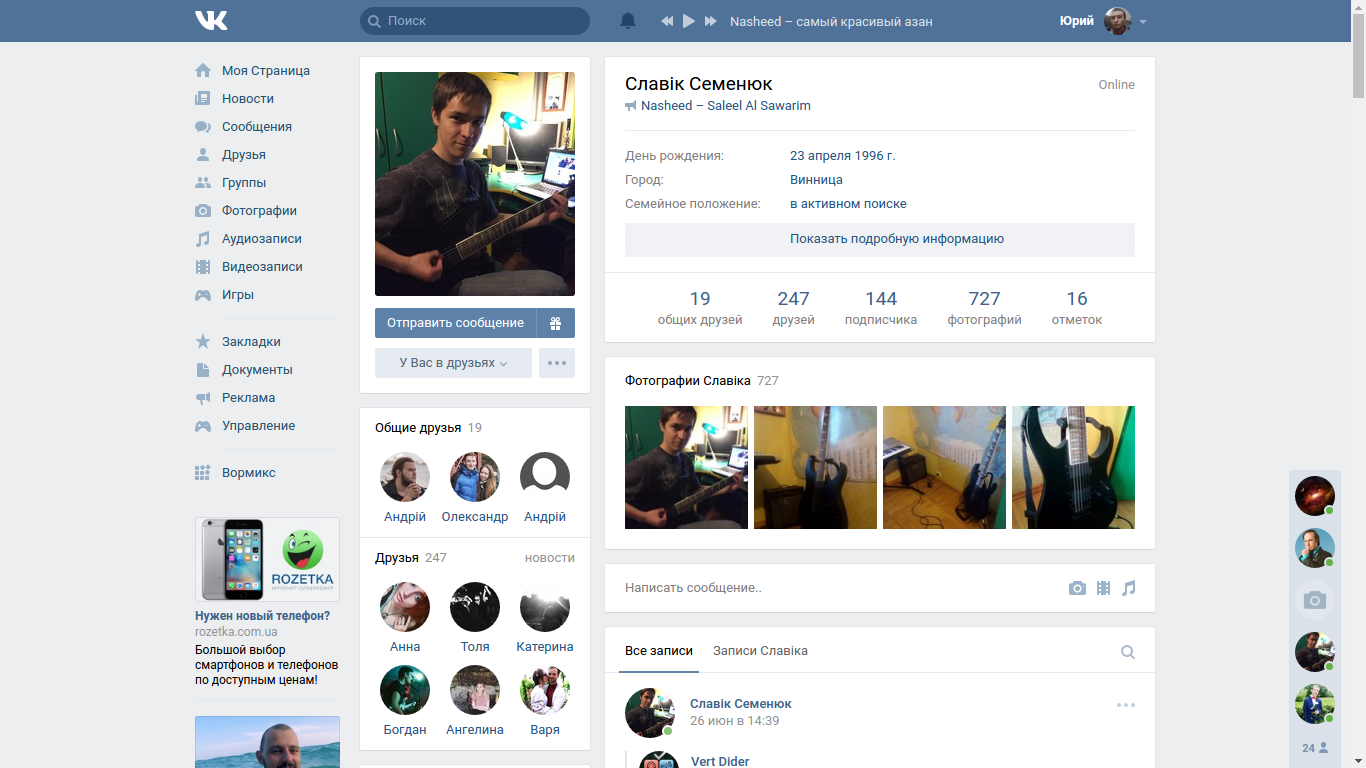 Поиск
Nasheed – самый красивый азан
Юрий
Моя Страница
Новости
Сообщения
Друзья
Группы
Фотографии
Аудиозаписи
Видеозаписи
Игры
Закладки
Документы
Реклама
Управление
Вормикс
ROZETKA
интернет-супермаркет
Нужен новый телефон?
rozetka.com.ua
Большой выбор
смартфонов и телефонов
по доступным ценам!
Отправить сообщение
У Вас в друзьях
Общие друзья 19
Андрій Олександр Андрій
Друзья 247 новости
Анна Толя Катерина
Богдан Ангелина Варя
Славік Семенюк Online
Nasheed – Saleel Al Sawarim
День рождения: 23 апреля 1996 г.
Город: Винница
Семейное положение: в активном поиске
Показать подробную информацию
19 247 144 727 16
общих друзей друзей подписчика фотографий отметок
Фотографии Славіка 727
Написать сообщение..
Все записи Записи Славіка
Славік Семенюк
26 июн в 14:39
Vert Dider
24